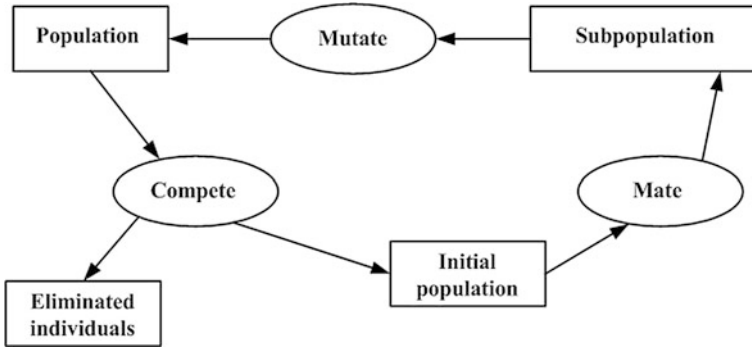 Population
Mutate
Subpopulation
Compete
Mate
Initial
population
Eliminated
individuals